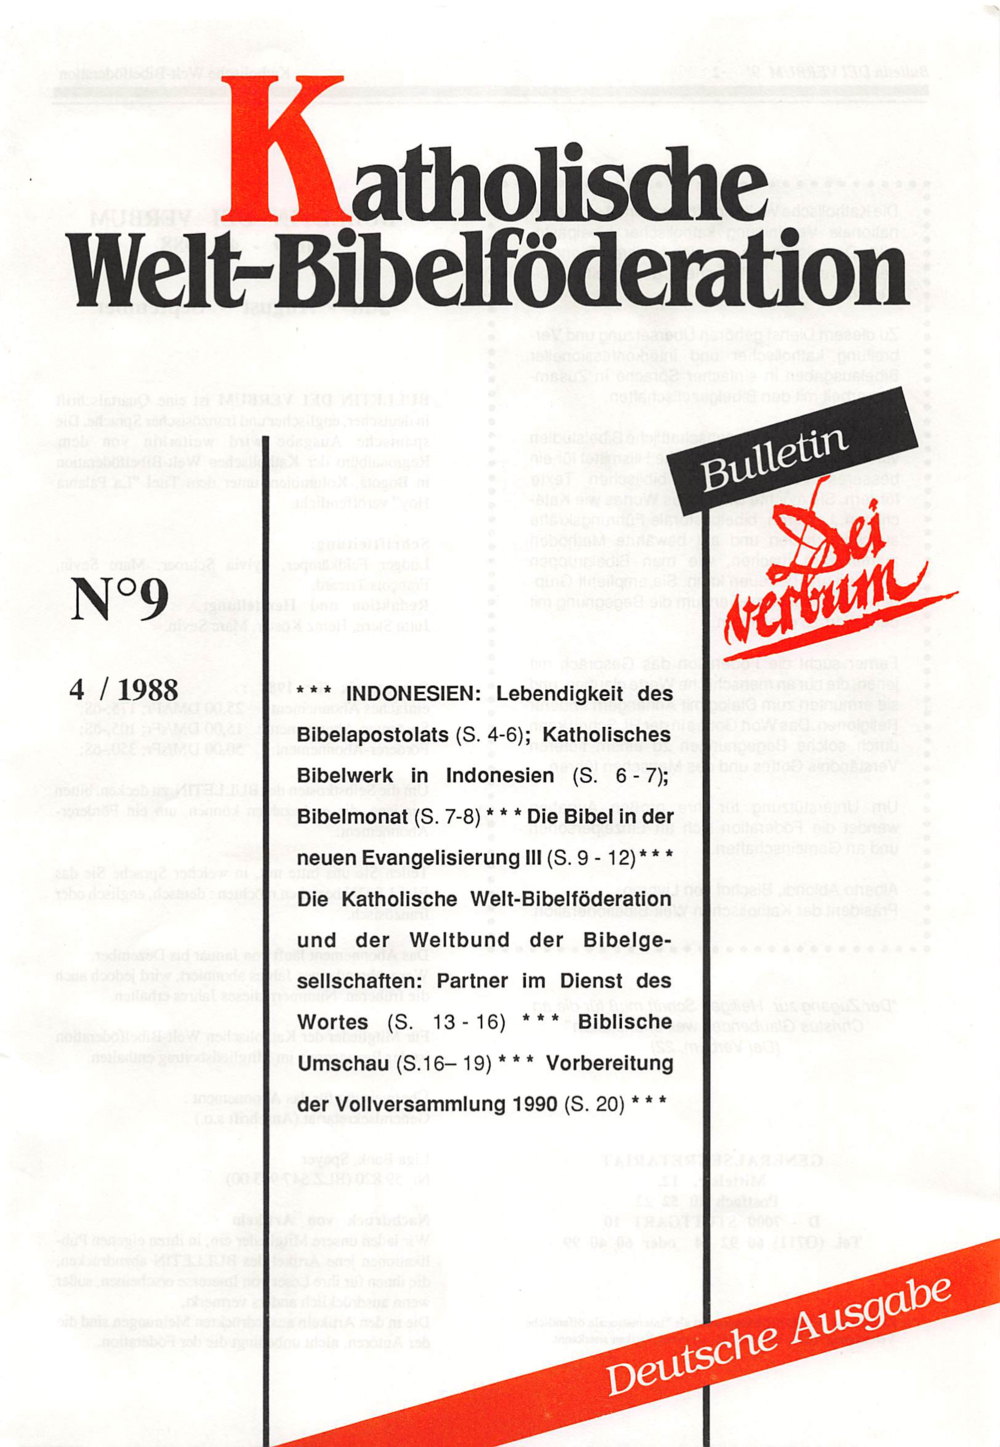 Katholische
Welt-Bibelföderation
Bulletin
Dei
verbum
N°9
4 / 1988
*** INDONESIEN: Lebendigkeit des
Bibelapostolats (S. 4-6); Katholisches
Bibelwerk in Indonesien (S. 6 - 7);
Bibelmonat (S. 7-8) *** Die Bibel in der
neuen Evangelisierung III (S. 9 - 12) ***
Die Katholische Welt-Bibelföderation
und der Weltbund der Bibelge-
sellschaften: Partner im Dienst des
Wortes (S. 13 - 16) *** Biblische
Umschau (S.16– 19) *** Vorbereitung
der Vollversammlung 1990 (S. 20) ***
Deutsche Ausgabe